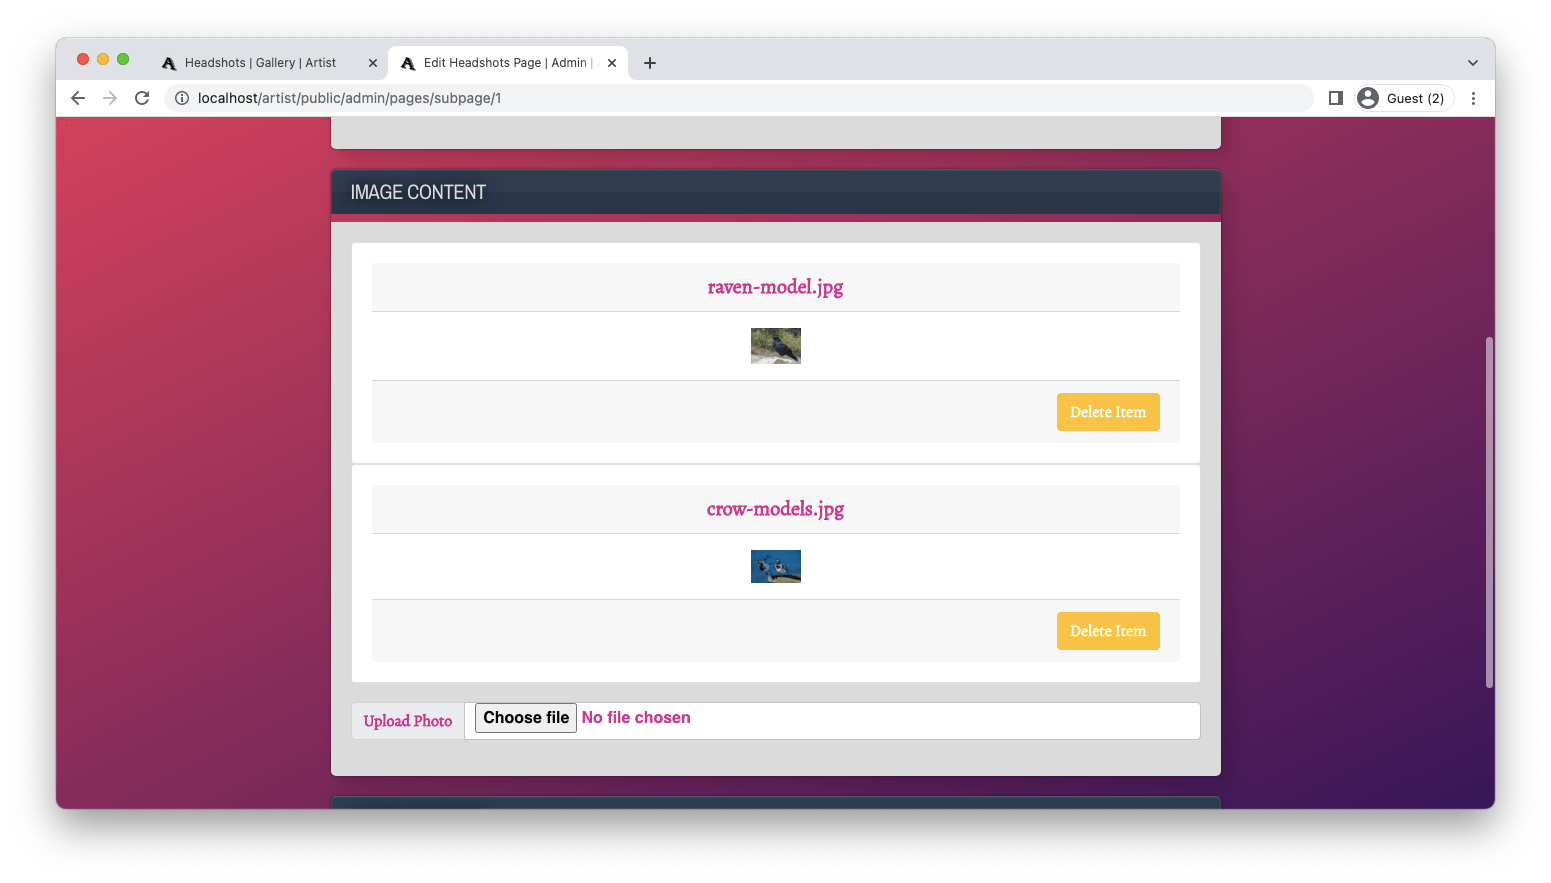 Headshots | Gallery | Artist
Edit Headshots Page | Admin |
localhost/artist/public/admin/pages/subpage/1
Guest (2)
IMAGE CONTENT
raven-model.jpg
Delete Item
crow-models.jpg
Delete Item
Upload Photo Choose file No file chosen